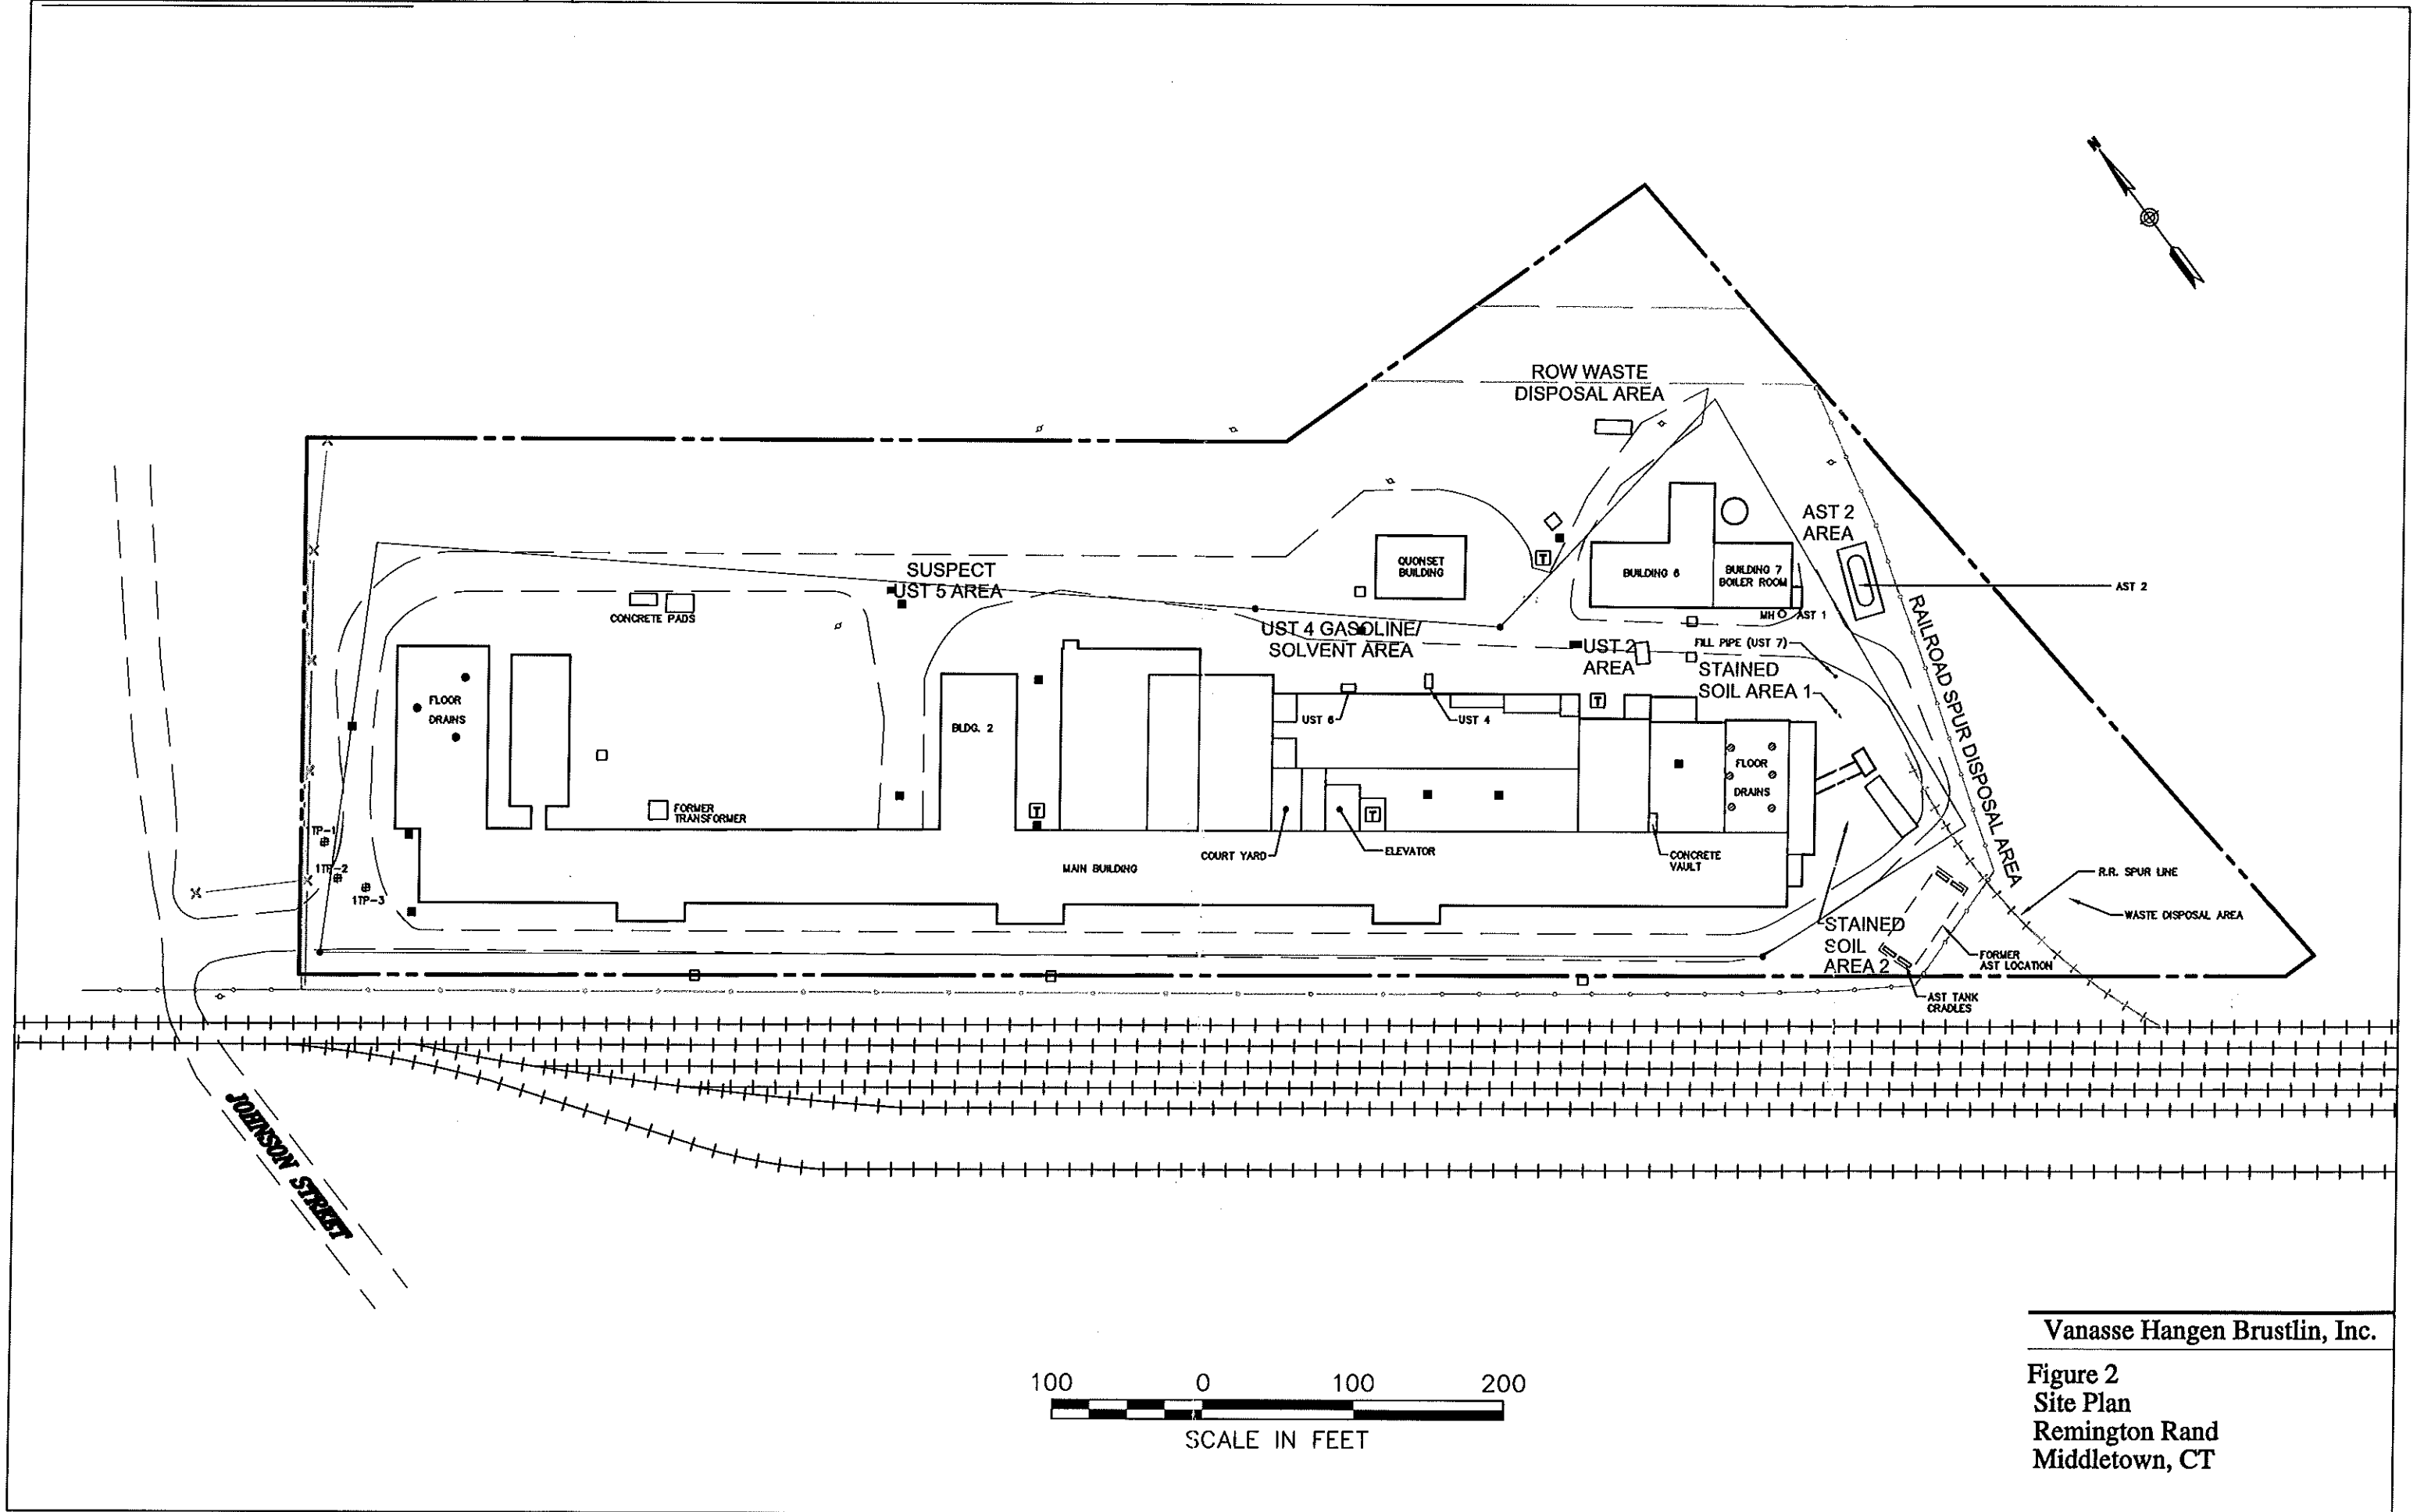 N
ROW WASTE
DISPOSAL AREA
AST 2
AREA
SUSPECT
UST 5 AREA
QUONSET
BUILDING
BUILDING 6
BUILDING 7
BOILER ROOM
AST 2
CONCRETE PADS
MH
AST 1
UST 4 GASOLINE/
SOLVENT AREA
UST 2
AREA
FILL PIPE (UST 7)
STAINED
SOIL AREA 1
RAILROAD SPUR DISPOSAL AREA
FLOOR
DRAINS
BLDG. 2
UST 6
UST 4
T
T
FLOOR
DRAINS
FORMER
TRANSFORMER
T
T
TP-1
1TP-2
1TP-3
MAIN BUILDING
COURT YARD
ELEVATOR
CONCRETE
VAULT
R.R. SPUR LINE
WASTE DISPOSAL AREA
STAINED
SOIL
AREA 2
FORMER
AST LOCATION
AST TANK
CRADLES
JOHNSON STREET
100 0 100 200
SCALE IN FEET
Vanasse Hangen Brustlin, Inc.
Figure 2
Site Plan
Remington Rand
Middletown, CT